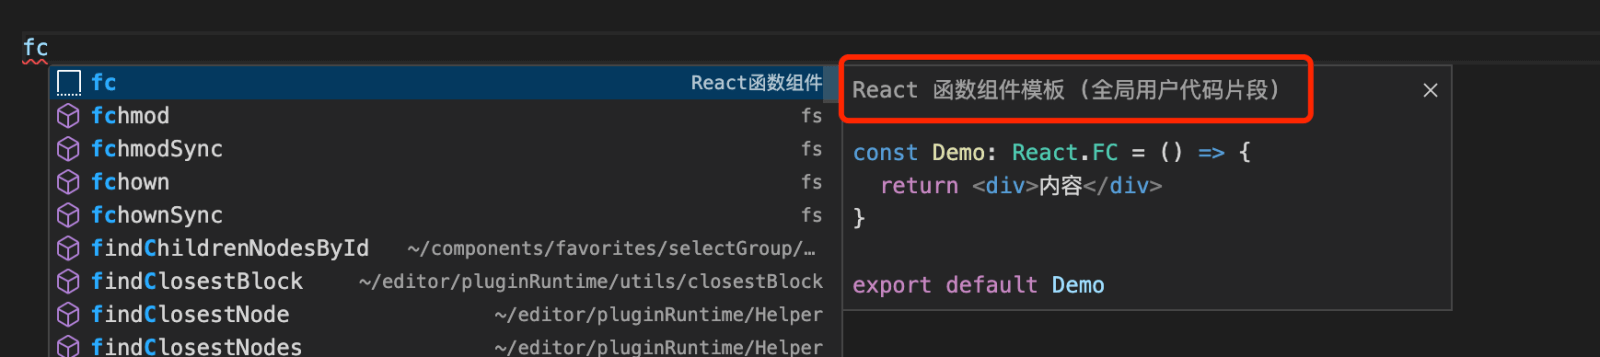 fc
fc React函数组件
fchmod fs
fchmodSync fs
fchown fs
fchownSync fs
findChildrenNodesById ~/components/favorites/selectGroup/…
findClosestBlock ~/editor/pluginRuntime/utils/closestBlock
findClosestNode ~/editor/pluginRuntime/Helper
findClosestNodes ~/editor/pluginRuntime/Helper
React 函数组件模板 (全局用户代码片段)
const Demo: React.FC = () => {
  return <div>内容</div>
}
export default Demo